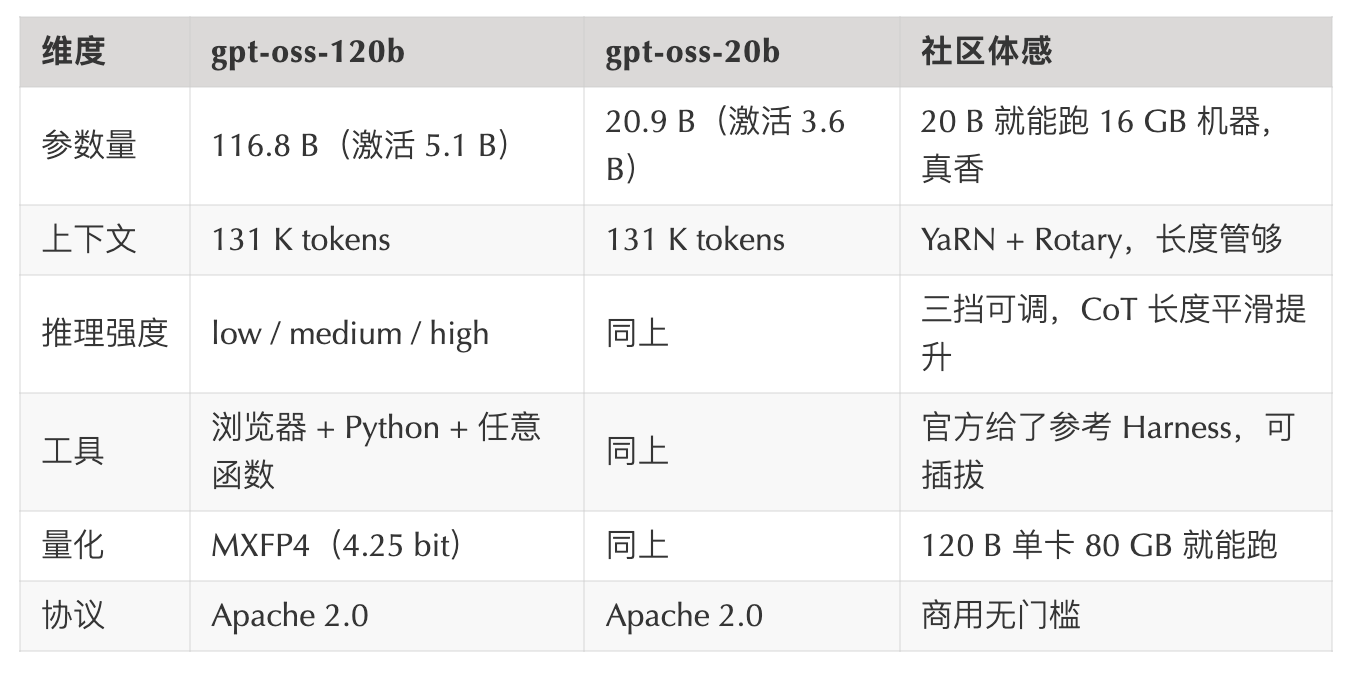 维度 gpt-oss-120b gpt-oss-20b 社区体感
参数量 116.8 B（激活 5.1 B） 20.9 B（激活 3.6 B） 20 B 就能跑 16 GB 机器，真香
上下文 131 K tokens 131 K tokens YaRN + Rotary，长度管够
推理强度 low / medium / high 同上 三挡可调，CoT 长度平滑提升
工具 浏览器 + Python + 任意函数 同上 官方给了参考 Harness，可插拔
量化 MXFP4（4.25 bit） 同上 120 B 单卡 80 GB 就能跑
协议 Apache 2.0 Apache 2.0 商用无门槛